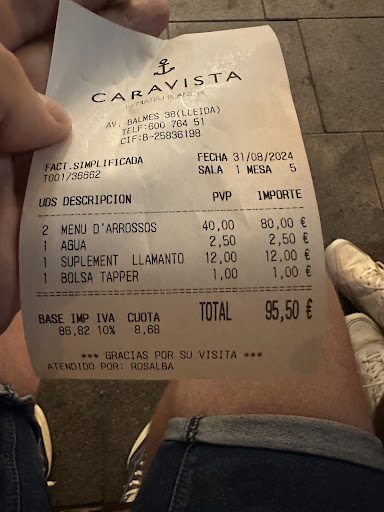 CARAVISTA
BY MATEU BLANCH
AV. BALMES 38(LLEIDA)
TELF:600 764 51
CIF:B-25836198
FACT.SIMPLIFICADA FECHA 31/08/2024
T001/36662 SALA 1 MESA 5
UDS DESCRIPCION PVP IMPORTE
2 MENU D'ARROSSOS 40,00 80,00 €
1 AGUA 2,50 2,50 €
1 SUPLEMENT LLAMANTO 12,00 12,00 €
1 BOLSA TAPPER 1,00 1,00 €
BASE IMP IVA CUOTA TOTAL 95,50 €
86,82 10% 8,68
*** GRACIAS POR SU VISITA ***
ATENDIDO POR: ROSALBA